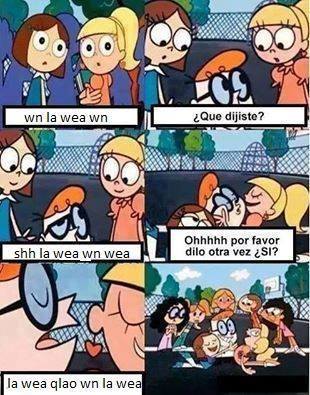 wn la wea wn
¿Que dijiste?
shh la wea wn wea
Ohhhhh por favor
dilo otra vez ¿SI?
la wea qlao wn la wea